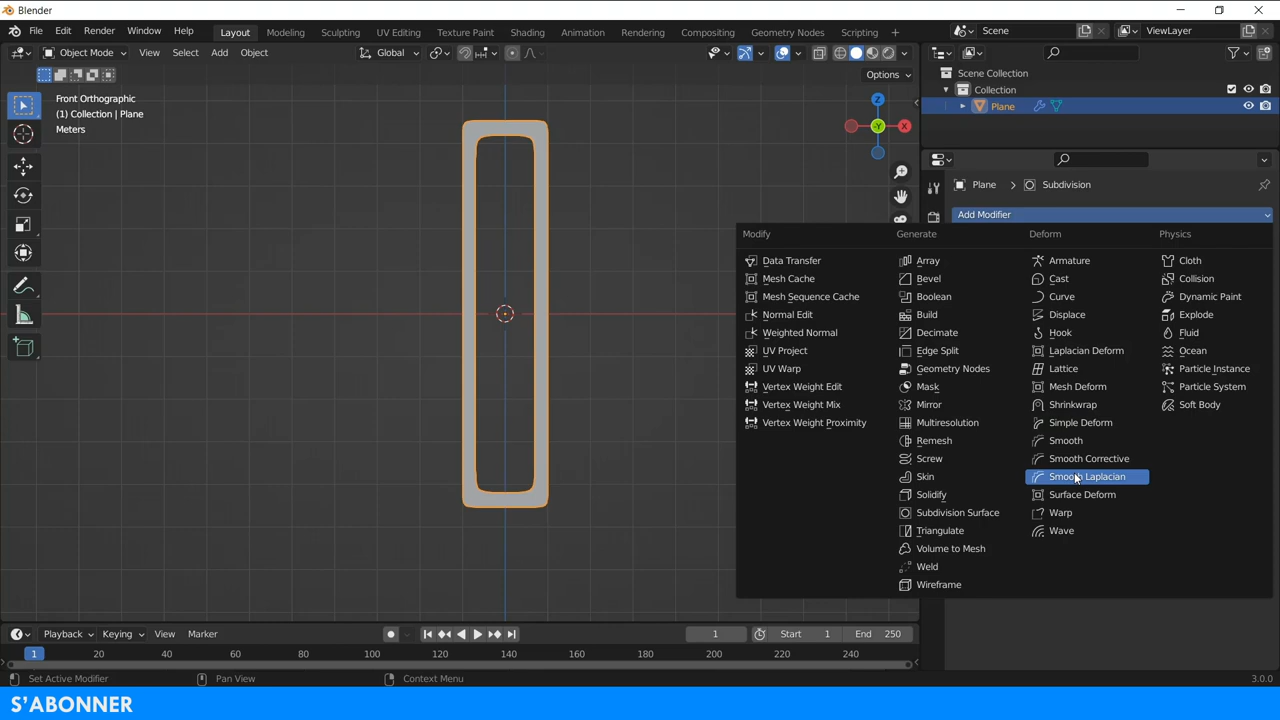 Blender
File Edit Render Window Help Layout Modeling Sculpting UV Editing Texture Paint Shading Animation Rendering Compositing Geometry Nodes Scripting + Scene ViewLayer
Object Mode View Select Add Object Global
Options
Front Orthographic
(1) Collection | Plane
Meters
Z
-Y X
Scene Collection
Collection
Plane
Plane > Subdivision
Add Modifier
Modify Generate Deform Physics
Data Transfer Array Armature Cloth
Mesh Cache Bevel Cast Collision
Mesh Sequence Cache Boolean Curve Dynamic Paint
Normal Edit Build Displace Explode
Weighted Normal Decimate Hook Fluid
UV Project Edge Split Laplacian Deform Ocean
UV Warp Geometry Nodes Lattice Particle Instance
Vertex Weight Edit Mask Mesh Deform Particle System
Vertex Weight Mix Mirror Shrinkwrap Soft Body
Vertex Weight Proximity Multiresolution Simple Deform
Remesh Smooth
Screw Smooth Corrective
Skin Smooth Laplacian
Solidify Surface Deform
Subdivision Surface Warp
Triangulate Wave
Volume to Mesh
Weld
Wireframe
Playback Keying View Marker 1 Start 1 End 250
1 20 40 60 80 100 120 140 160 180 200 220 240
Set Active Modifier Pan View Context Menu 3.0.0
S'ABONNER